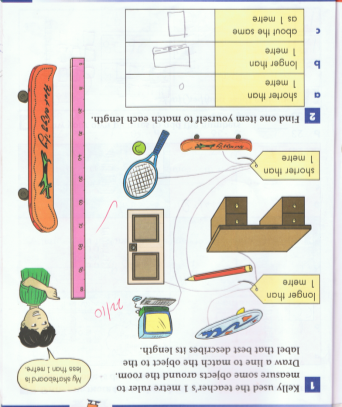 1 Kelly used the teacher's 1 metre ruler to
measure some objects around the room.
Draw a line to match the object to the
label that best describes its length.
My skateboard is
less than 1 metre.
longer than
1 metre
22/10
shorter than
1 metre
2 Find one item yourself to match each length.
a shorter than
1 metre
b longer than
1 metre
c about the same
as 1 metre